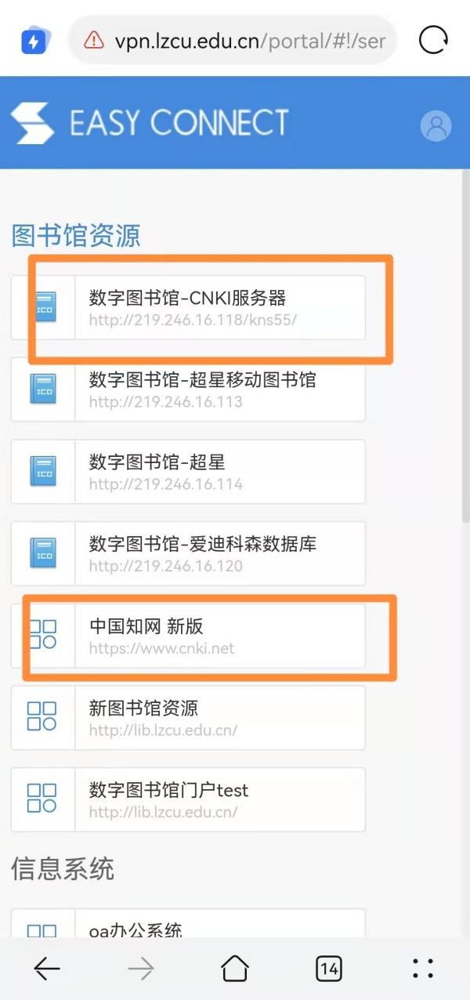 vpn.lzcu.edu.cn/portal/#!/ser
EASY CONNECT
图书馆资源
ICO
数字图书馆-CNKI服务器
http://219.246.16.118/kns55/
ICO
数字图书馆-超星移动图书馆
http://219.246.16.113
ICO
数字图书馆-超星
http://219.246.16.114
ICO
数字图书馆-爱迪科森数据库
http://219.246.16.120
中国知网 新版
https://www.cnki.net
新图书馆资源
http://lib.lzcu.edu.cn/
数字图书馆门户test
http://lib.lzcu.edu.cn/
信息系统
oa办公系统
14